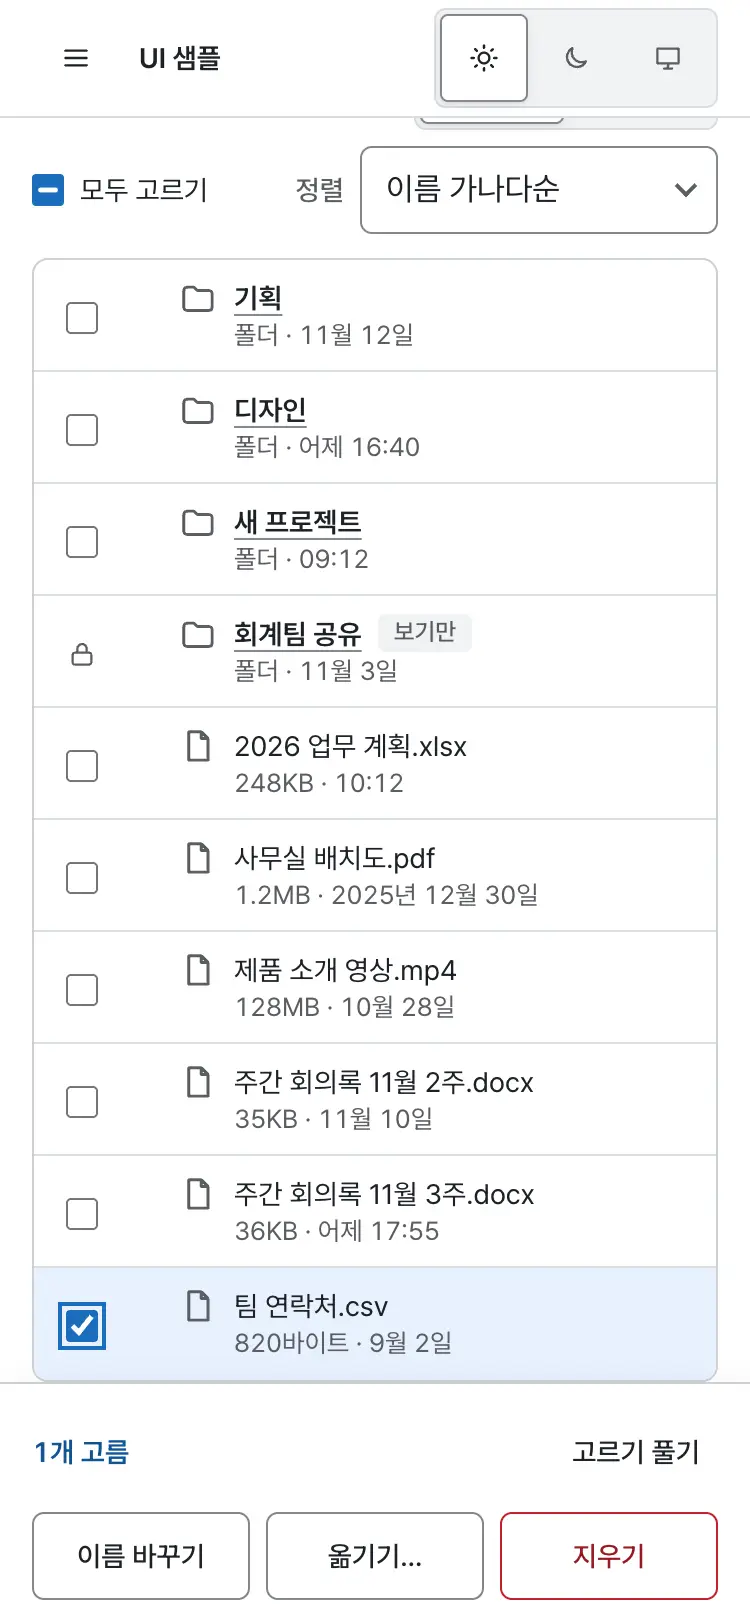 UI 샘플
모두 고르기
정렬
이름 가나다순
기획
폴더 · 11월 12일
디자인
폴더 · 어제 16:40
새 프로젝트
폴더 · 09:12
회계팀 공유 보기만
폴더 · 11월 3일
2026 업무 계획.xlsx
248KB · 10:12
사무실 배치도.pdf
1.2MB · 2025년 12월 30일
제품 소개 영상.mp4
128MB · 10월 28일
주간 회의록 11월 2주.docx
35KB · 11월 10일
주간 회의록 11월 3주.docx
36KB · 어제 17:55
팀 연락처.csv
820바이트 · 9월 2일
1개 고름
고르기 풀기
이름 바꾸기
옮기기...
지우기